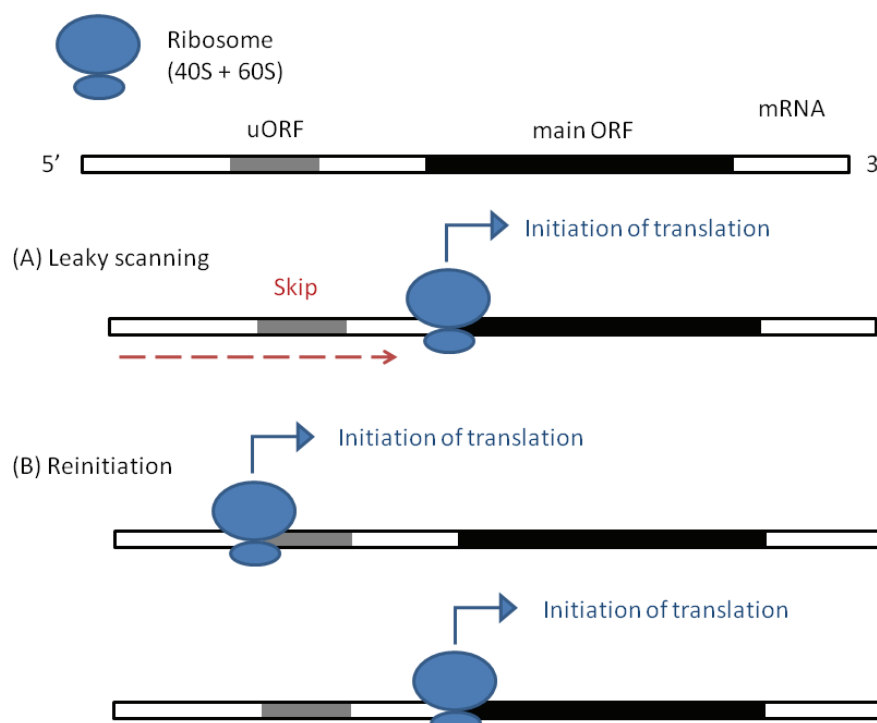 Ribosome
(40S + 60S)
mRNA
uORF
main ORF
5’
3
Initiation of translation
(A) Leaky scanning
Skip
Initiation of translation
(B) Reinitiation
Initiation of translation